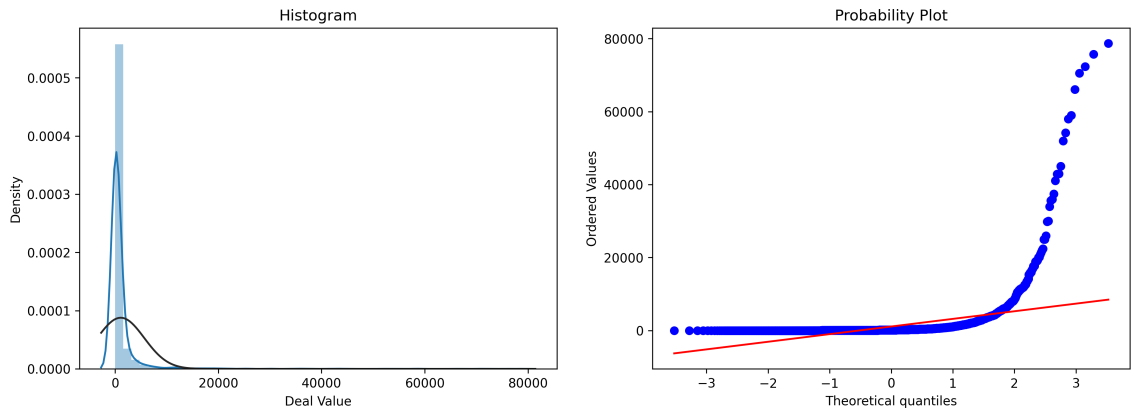 Histogram
0.0005
0.0004
0.0003
0.0002
0.0001
0.0000
Density
0 20000 40000 60000 80000
Deal Value
Probability Plot
80000
60000
40000
20000
0
Ordered Values
−3 −2 −1 0 1 2 3
Theoretical quantiles